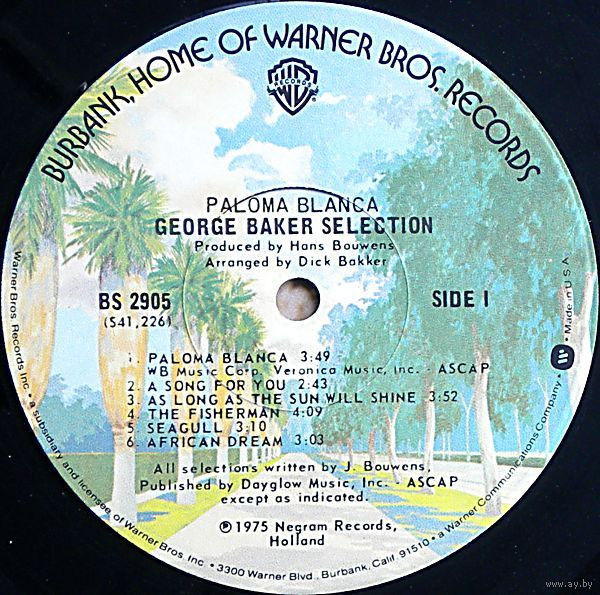 BURBANK, HOME OF WARNER BROS. RECORDS
WB
RECORDS
®
PALOMA BLANCA
GEORGE BAKER SELECTION
Produced by Hans Bouwens
Arranged by Dick Bakker
BS 2905
(S41,226)
SIDE I
1. PALOMA BLANCA 3:49
WB Music Corp. Veronica Music, Inc. - ASCAP
2. A SONG FOR YOU 2:43
3. AS LONG AS THE SUN WILL SHINE 3:52
4. THE FISHERMAN 4:09
5. SEAGULL 3:10
6. AFRICAN DREAM 3:03
All selections written by J. Bouwens,
Published by Dayglow Music, Inc. - ASCAP
except as indicated.
℗ 1975 Negram Records,
Holland
Warner Bros. Records Inc. • a subsidiary and licensee of Warner Bros. Inc. • 3300 Warner Blvd., Burbank, Calif. 91510 • a Warner Communications Company • Made in U.S.A.
www.ay.by